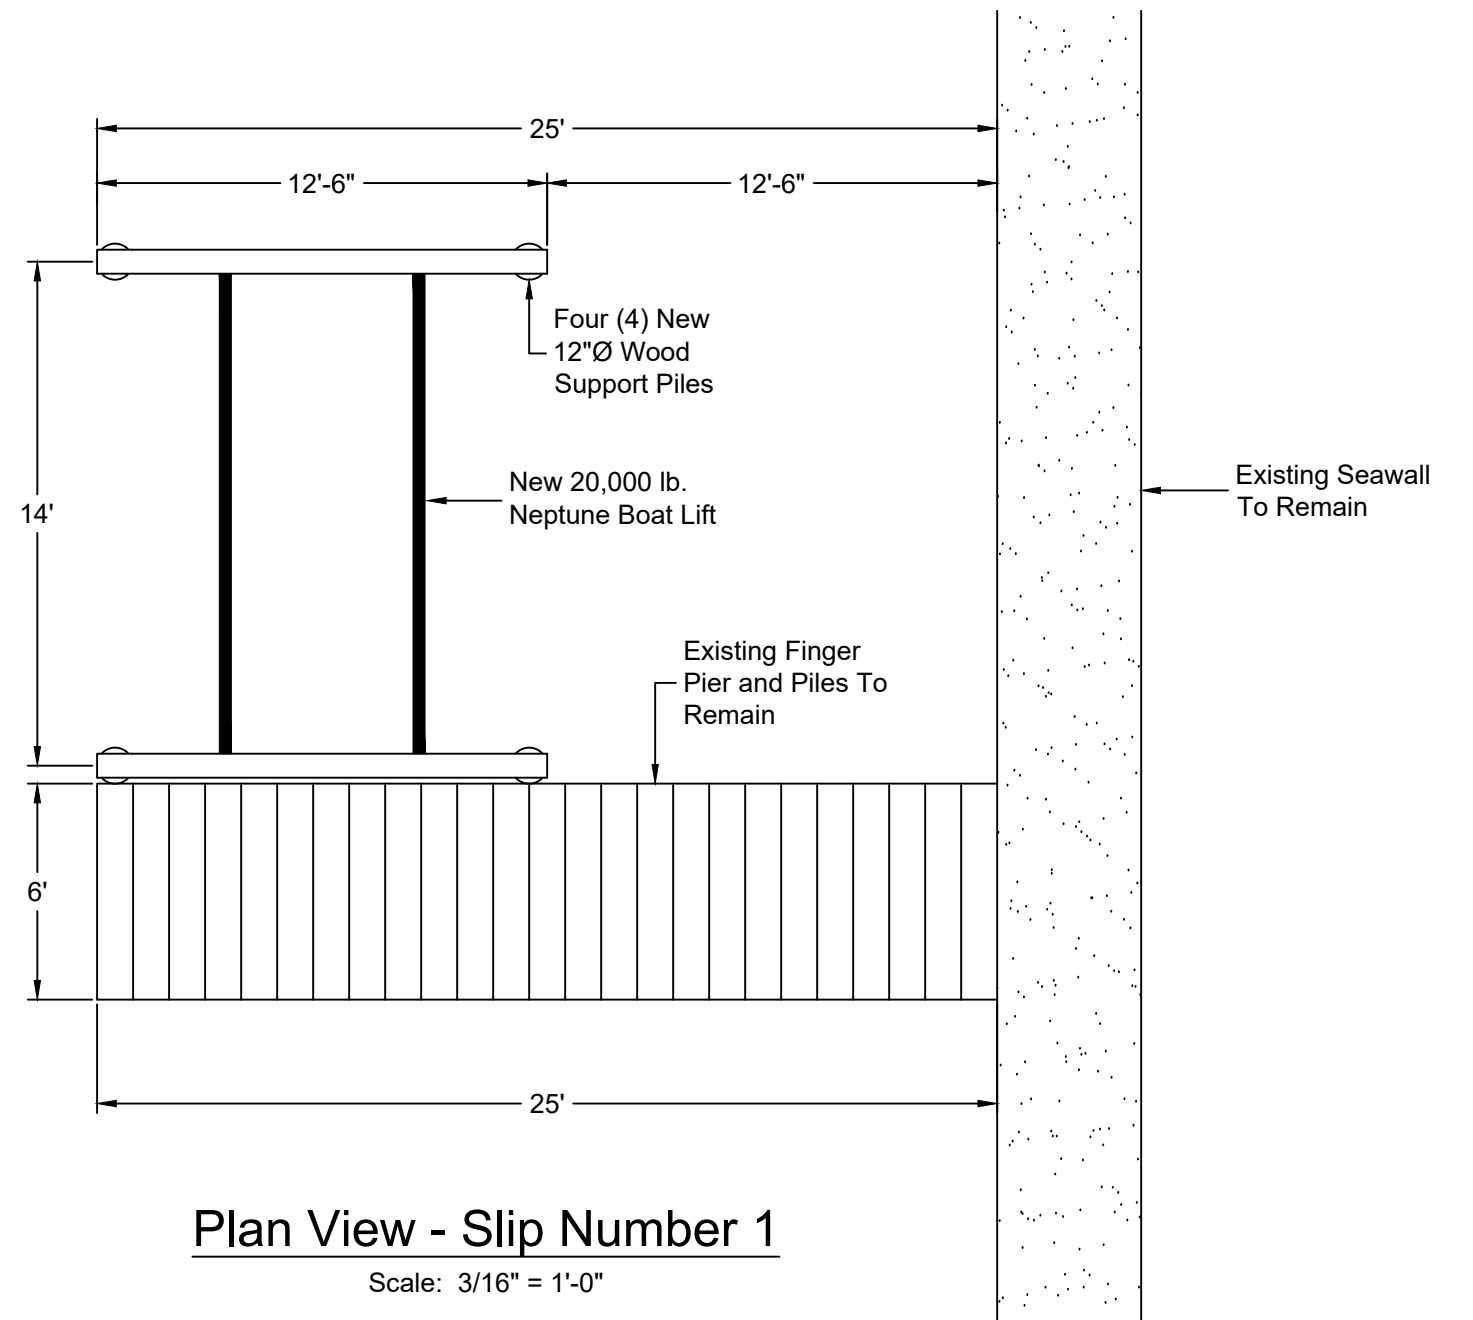 25'
12'-6"
12'-6"
Four (4) New
12"Ø Wood
Support Piles
New 20,000 lb.
Neptune Boat Lift
14'
Existing Seawall
To Remain
Existing Finger
Pier and Piles To
Remain
6'
25'
Plan View - Slip Number 1
Scale: 3/16" = 1'-0"